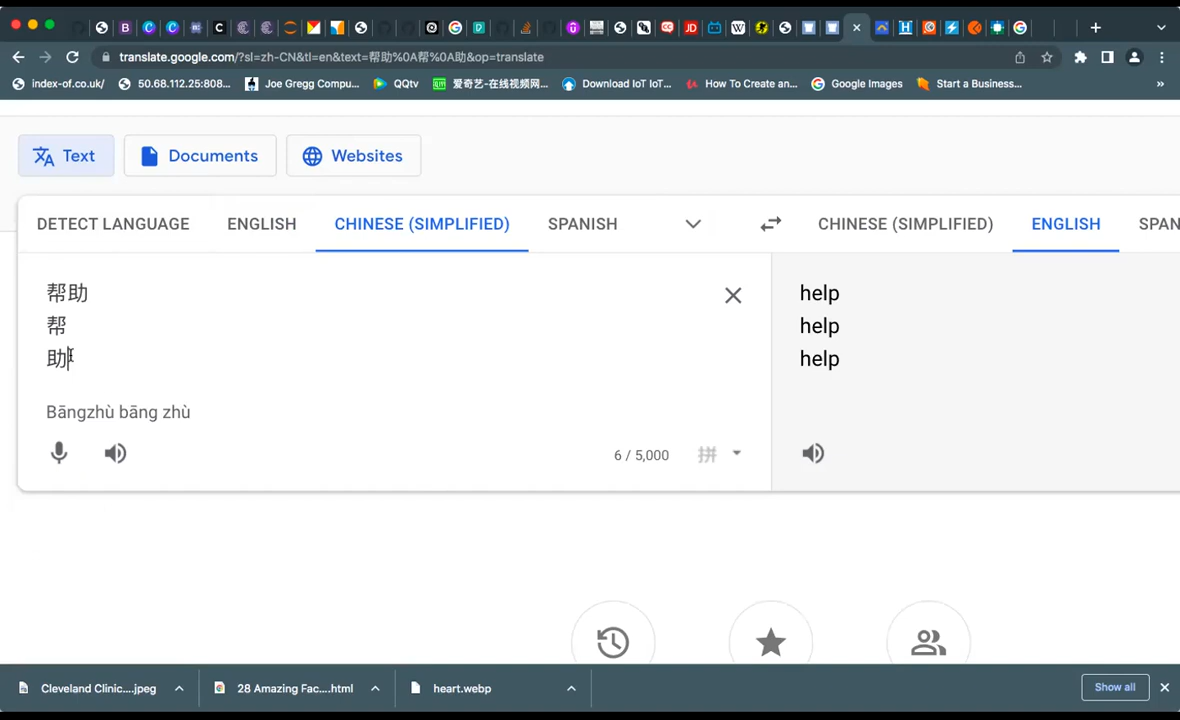 translate.google.com/?sl=zh-CN&tl=en&text=帮助%0A帮%0A助&op=translate
index-of.co.uk/ 50.68.112.25:808... Joe Gregg Compu... QQtv 爱奇艺-在线视频网... Download IoT IoT... How To Create an... Google Images Start a Business... »
Text Documents Websites
DETECT LANGUAGE ENGLISH CHINESE (SIMPLIFIED) SPANISH CHINESE (SIMPLIFIED) ENGLISH SPAN
帮助 help
帮 help
助 help
Bāngzhù bāng zhù
6 / 5,000 拼
Cleveland Clinic....jpeg 28 Amazing Fac....html heart.webp Show all